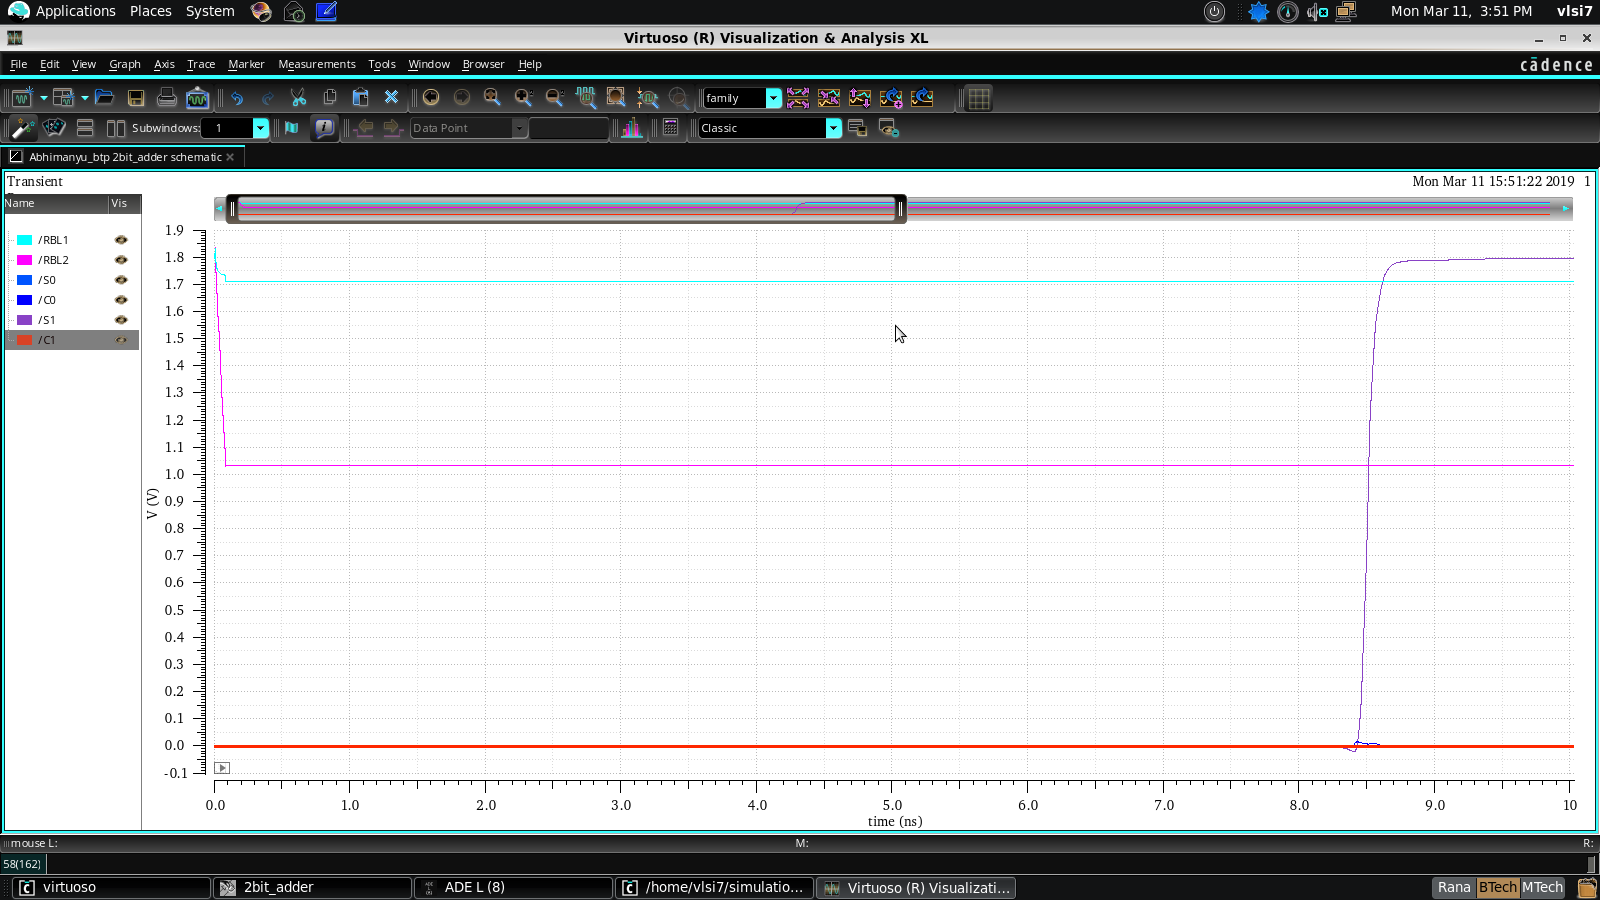 Applications Places System Mon Mar 11, 3:51 PM vlsi7
Virtuoso (R) Visualization & Analysis XL
File Edit View Graph Axis Trace Marker Measurements Tools Window Browser Help cādence
family
Subwindows: 1 Data Point Classic
Abhimanyu_btp 2bit_adder schematic
Transient Mon Mar 11 15:51:22 2019 1
Name Vis
/RBL1
/RBL2
/S0
/C0
/S1
/C1
1.9
1.8
1.7
1.6
1.5
1.4
1.3
1.2
1.1
1.0
0.9
0.8
0.7
0.6
0.5
0.4
0.3
0.2
0.1
0.0
-0.1
V (V)
0.0 1.0 2.0 3.0 4.0 5.0 6.0 7.0 8.0 9.0 10
time (ns)
mouse L: M: R:
58(162)
virtuoso 2bit_adder ADE L (8) /home/vlsi7/simulatio... Virtuoso (R) Visualizati... Rana BTech MTech